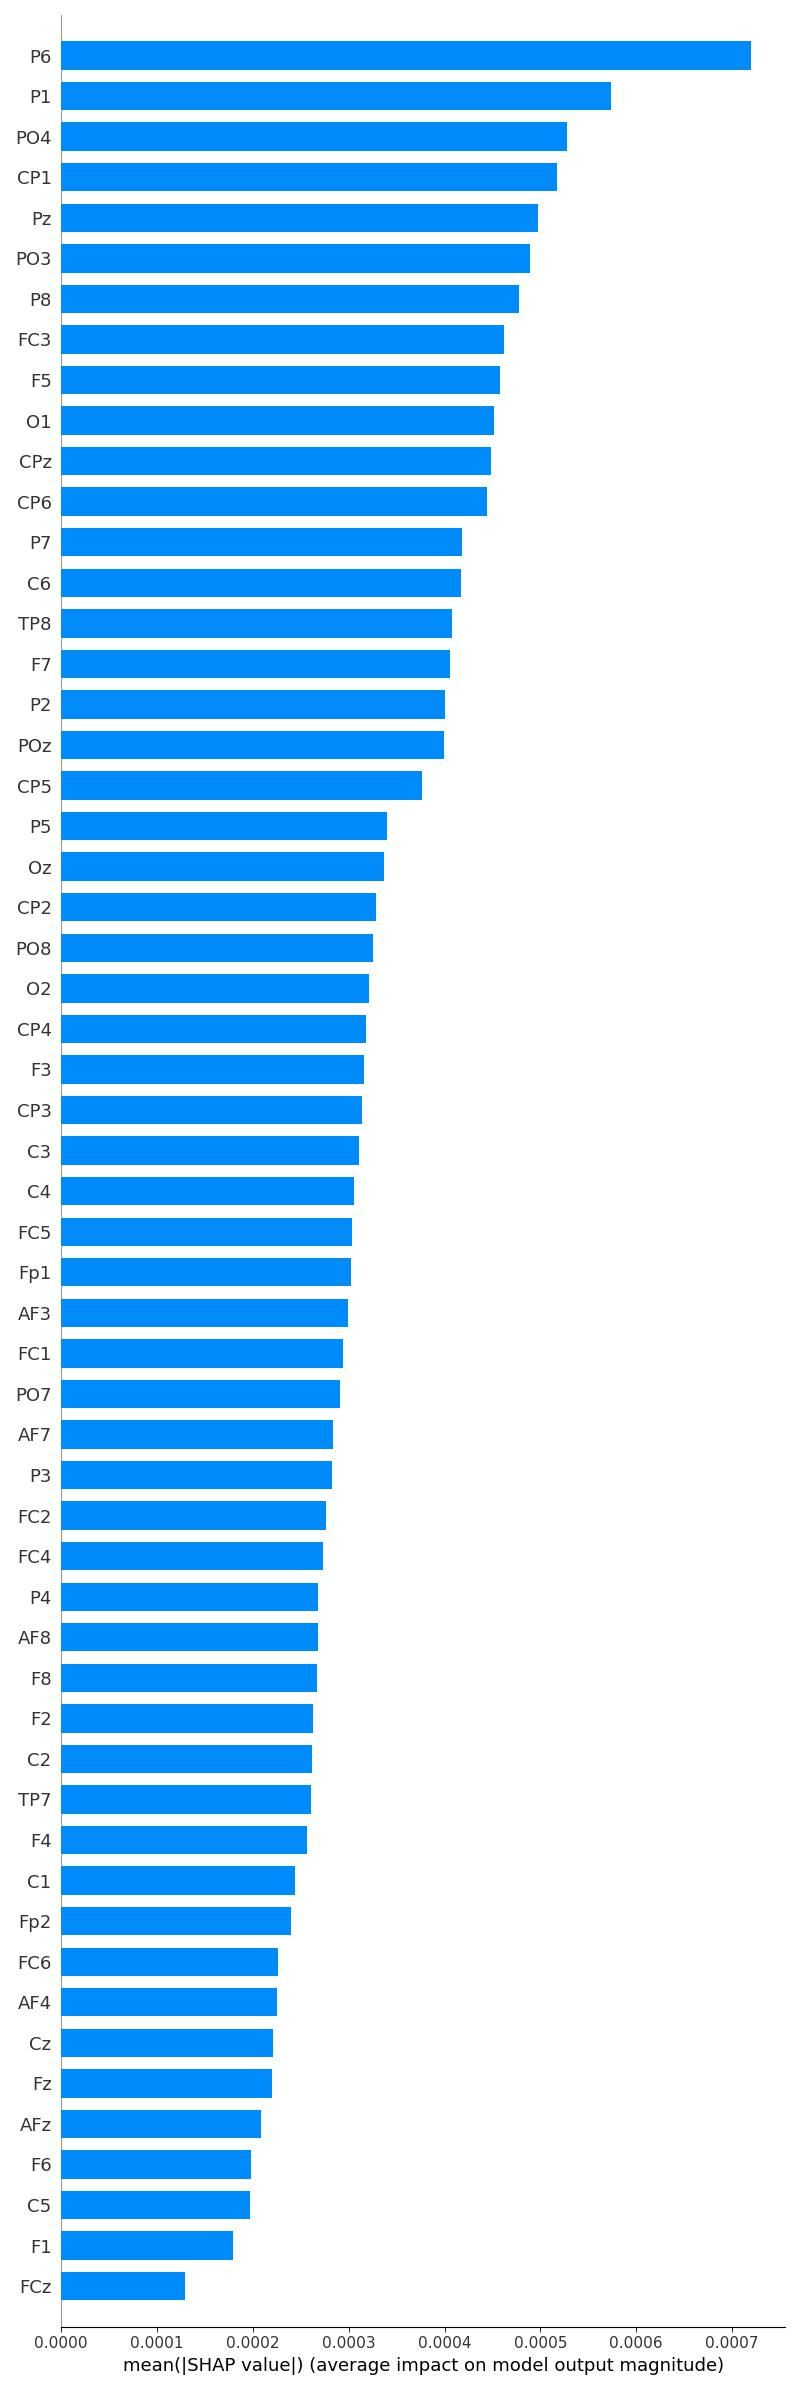 P6
P1
PO4
CP1
Pz
PO3
P8
FC3
F5
O1
CPz
CP6
P7
C6
TP8
F7
P2
POz
CP5
P5
Oz
CP2
PO8
O2
CP4
F3
CP3
C3
C4
FC5
Fp1
AF3
FC1
PO7
AF7
P3
FC2
FC4
P4
AF8
F8
F2
C2
TP7
F4
C1
Fp2
FC6
AF4
Cz
Fz
AFz
F6
C5
F1
FCz
0.0000 0.0001 0.0002 0.0003 0.0004 0.0005 0.0006 0.0007
mean(|SHAP value|) (average impact on model output magnitude)